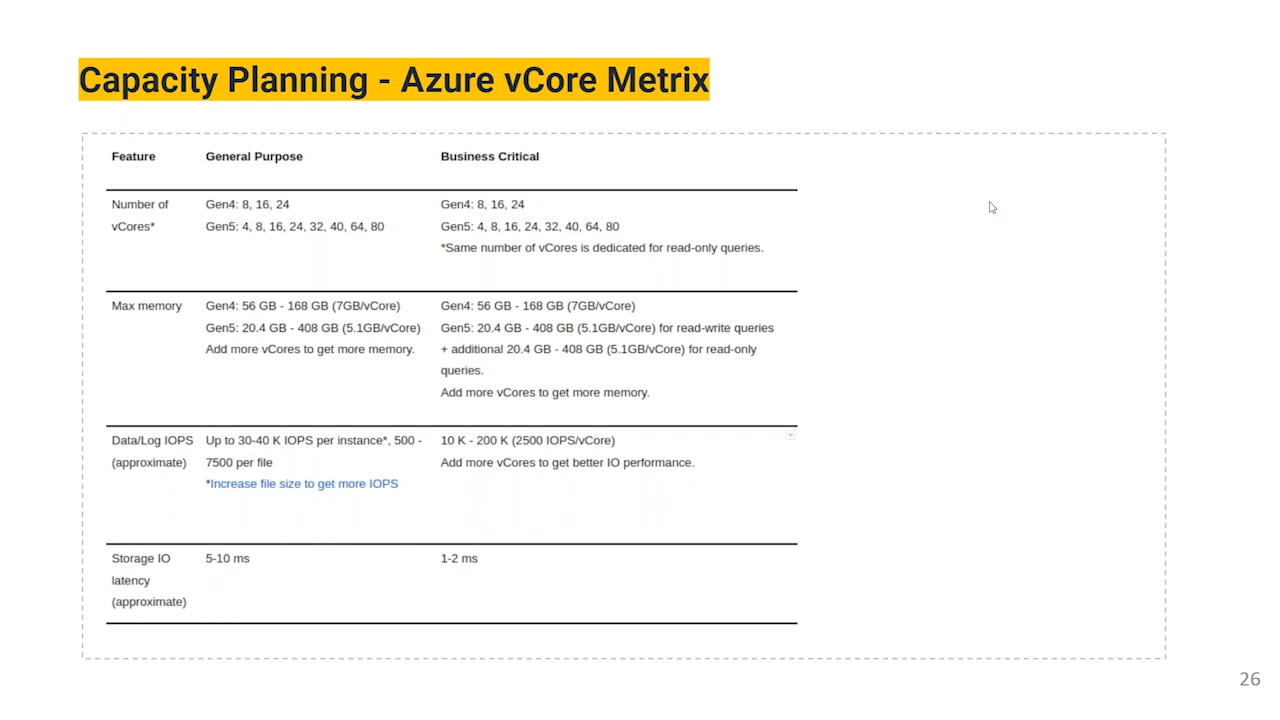 Capacity Planning - Azure vCore Metrix
Feature
General Purpose
Business Critical
Number of
vCores*
Gen4: 8, 16, 24
Gen5: 4, 8, 16, 24, 32, 40, 64, 80
Gen4: 8, 16, 24
Gen5: 4, 8, 16, 24, 32, 40, 64, 80
*Same number of vCores is dedicated for read-only queries.
Max memory
Gen4: 56 GB - 168 GB (7GB/vCore)
Gen5: 20.4 GB - 408 GB (5.1GB/vCore)
Add more vCores to get more memory.
Gen4: 56 GB - 168 GB (7GB/vCore)
Gen5: 20.4 GB - 408 GB (5.1GB/vCore) for read-write queries
+ additional 20.4 GB - 408 GB (5.1GB/vCore) for read-only
queries.
Add more vCores to get more memory.
Data/Log IOPS
(approximate)
Up to 30-40 K IOPS per instance*, 500 -
7500 per file
*Increase file size to get more IOPS
10 K - 200 K (2500 IOPS/vCore)
Add more vCores to get better IO performance.
Storage IO
latency
(approximate)
5-10 ms
1-2 ms
26